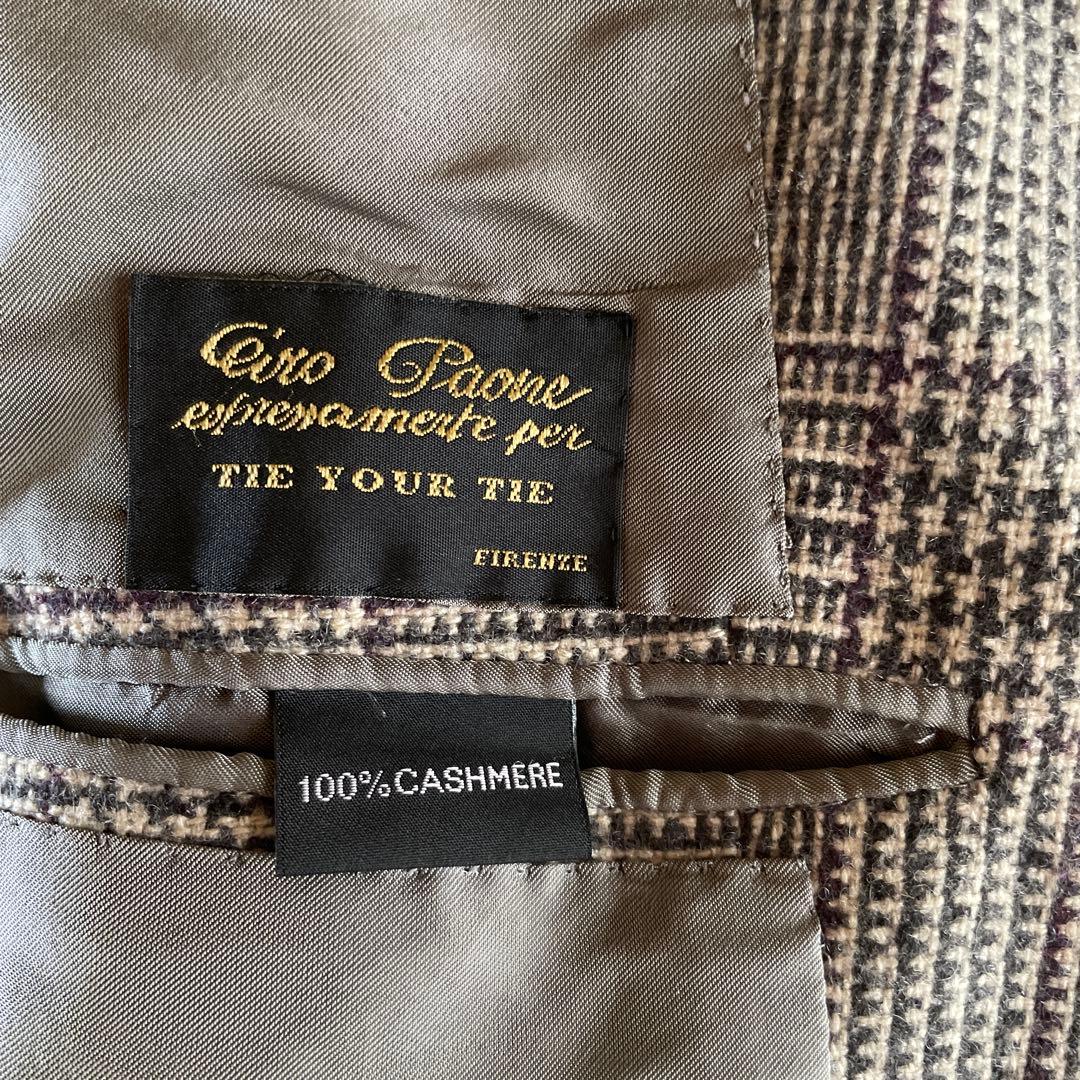 Ciro Paone
espressamente per
TIE YOUR TIE
FIRENZE
100% CASHMERE